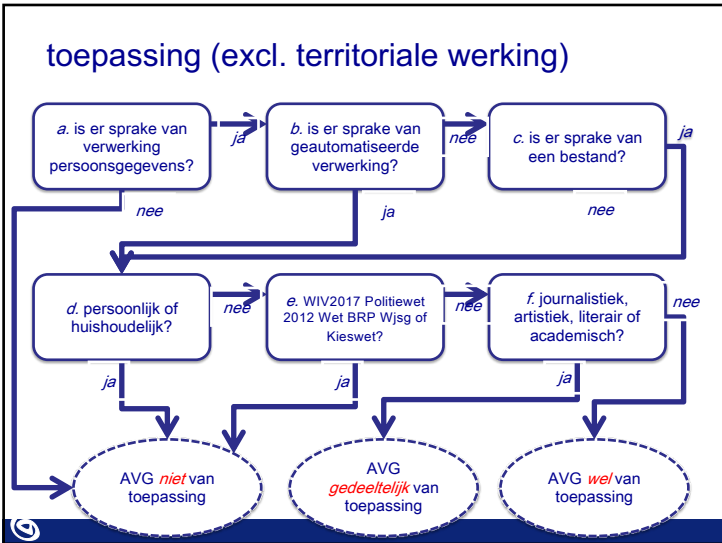 toepassing (excl. territoriale werking)
a. is er sprake van
verwerking
persoonsgegevens?
ja
b. is er sprake van
geautomatiseerde
verwerking?
nee
c. is er sprake van
een bestand?
ja
nee
ja
nee
d. persoonlijk of
huishoudelijk?
nee
e. WIV2017 Politiewet
2012 Wet BRP Wjsg of
Kieswet?
nee
f. journalistiek,
artistiek, literair of
academisch?
nee
ja
ja
ja
AVG niet van
toepassing
AVG
gedeeltelijk van
toepassing
AVG wel van
toepassing